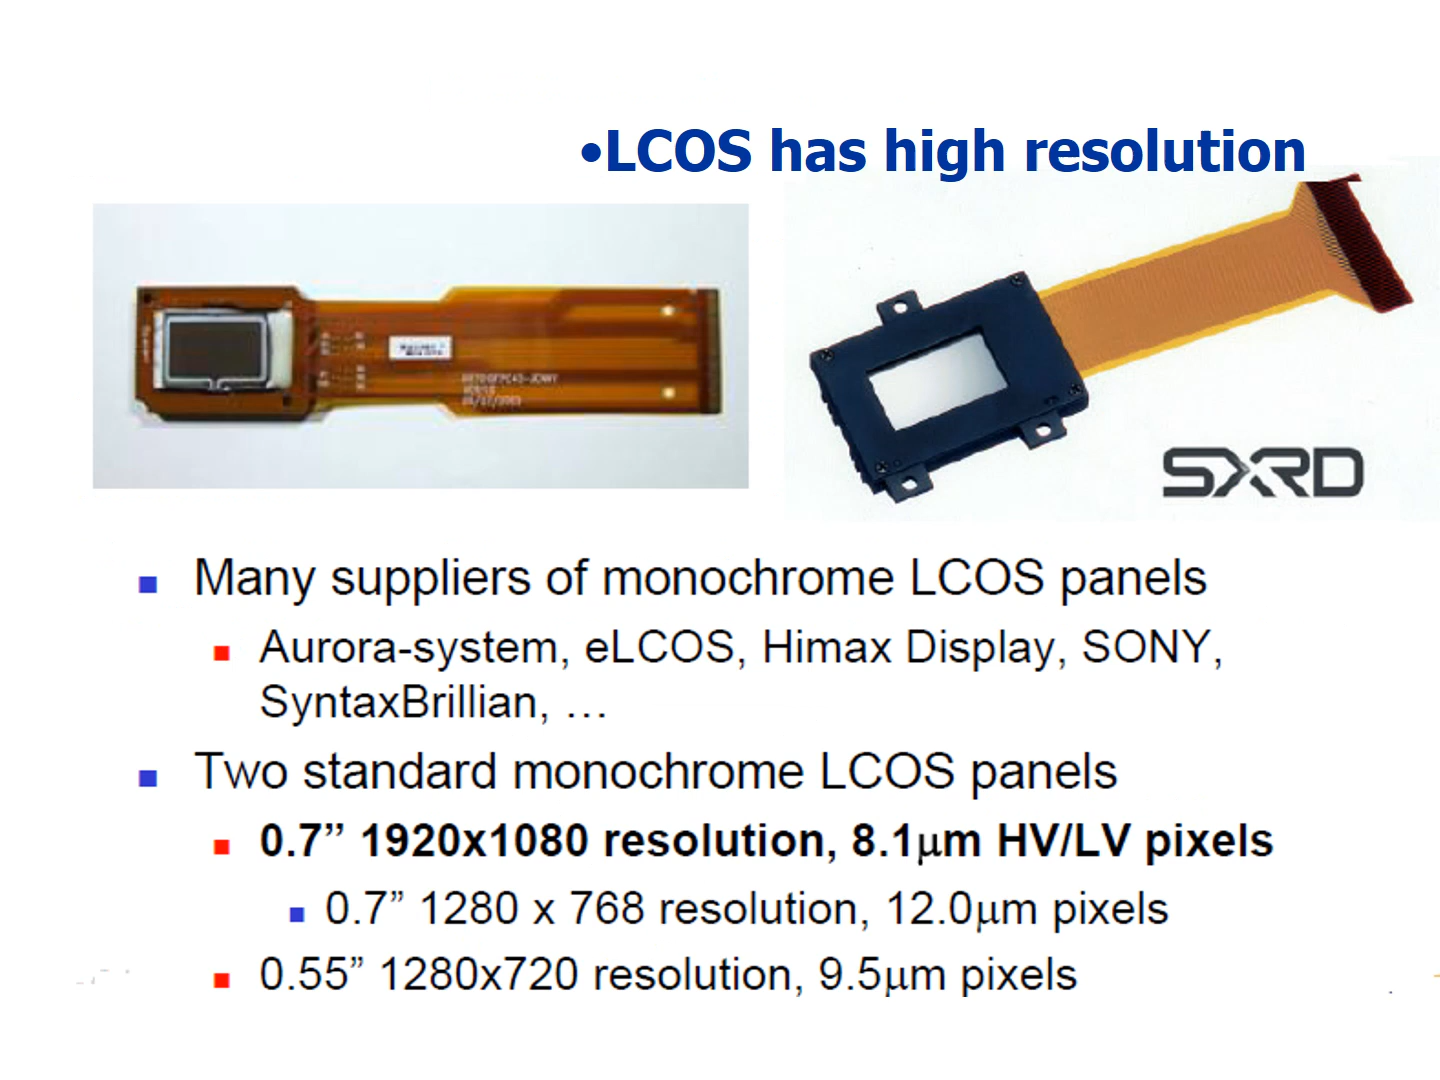 •LCOS has high resolution
SXRD
■ Many suppliers of monochrome LCOS panels
■ Aurora-system, eLCOS, Himax Display, SONY,
SyntaxBrillian, …
■ Two standard monochrome LCOS panels
■ 0.7” 1920x1080 resolution, 8.1μm HV/LV pixels
■ 0.7” 1280 x 768 resolution, 12.0μm pixels
■ 0.55” 1280x720 resolution, 9.5μm pixels